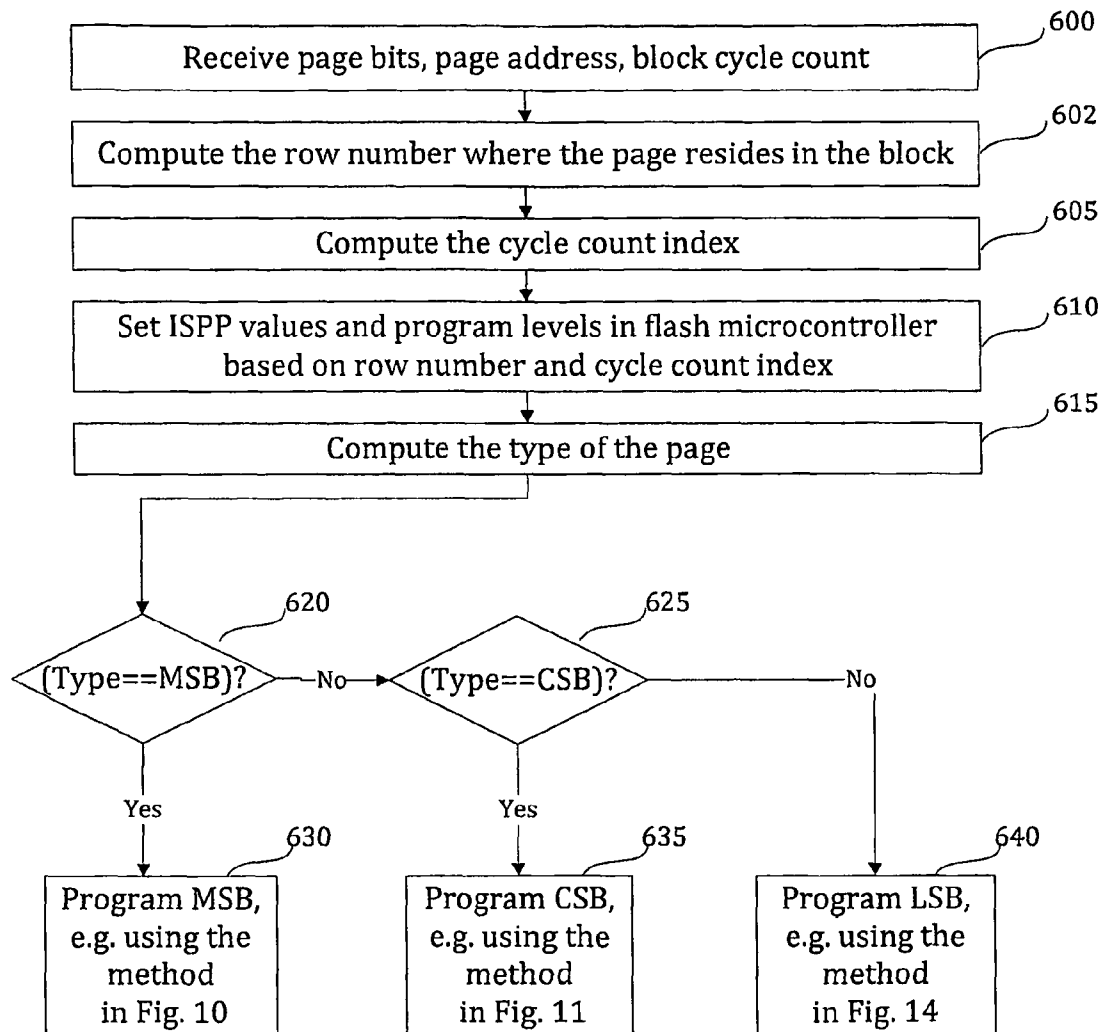 600
Receive page bits, page address, block cycle count
602
Compute the row number where the page resides in the block
605
Compute the cycle count index
610
Set ISPP values and program levels in flash microcontroller
based on row number and cycle count index
615
Compute the type of the page
620
625
(Type==MSB)?
No
(Type==CSB)?
No
Yes
Yes
630
635
640
Program MSB,
e.g. using the
method
in Fig. 10
Program CSB,
e.g. using the
method
in Fig. 11
Program LSB,
e.g. using the
method
in Fig. 14